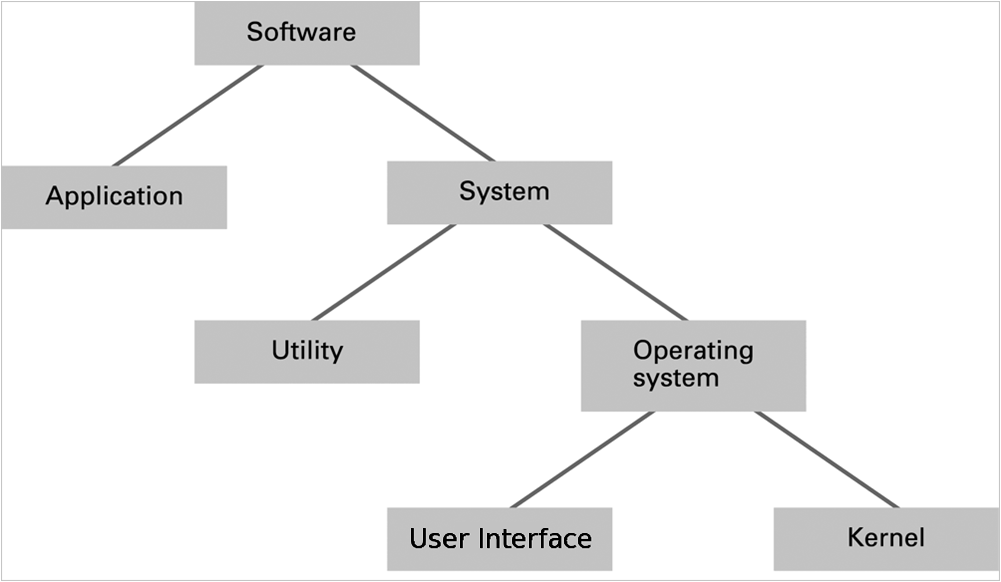 Software
Application
System
Utility
Operating
system
User Interface
Kernel